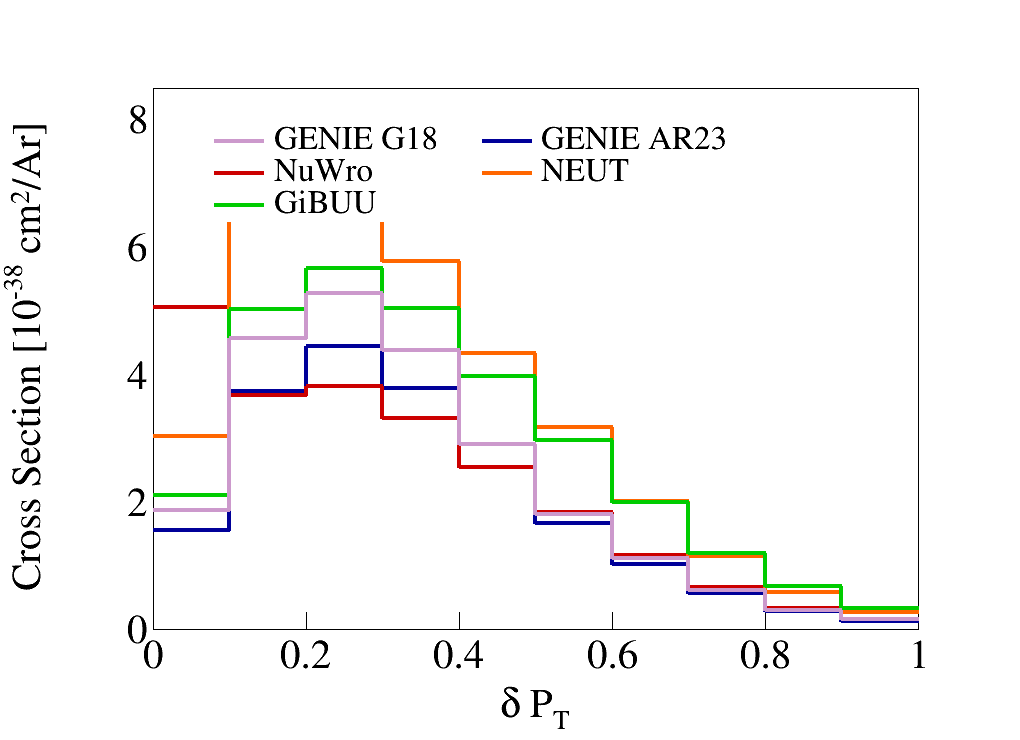 Cross Section [10-38 cm2/Ar]
8
6
4
2
0
GENIE G18
GENIE AR23
NuWro
NEUT
GiBUU
0 0.2 0.4 0.6 0.8 1
δ PT